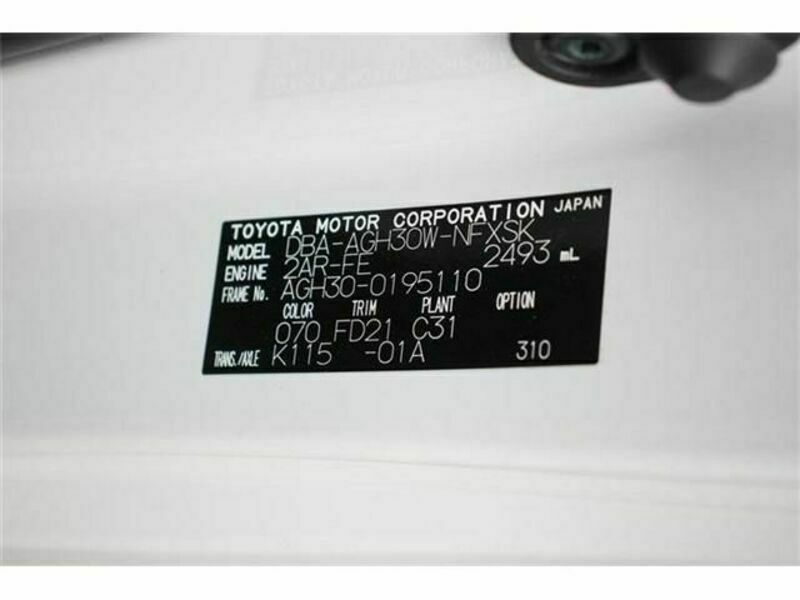 TOYOTA MOTOR CORPORATION JAPAN
MODEL DBA-AGH30W-NFXSK
ENGINE 2AR-FE 2493 mL
FRAME No. AGH30-0195110
COLOR TRIM PLANT OPTION
070 FD21 C31
TRANS./AXLE K115 -01A 310